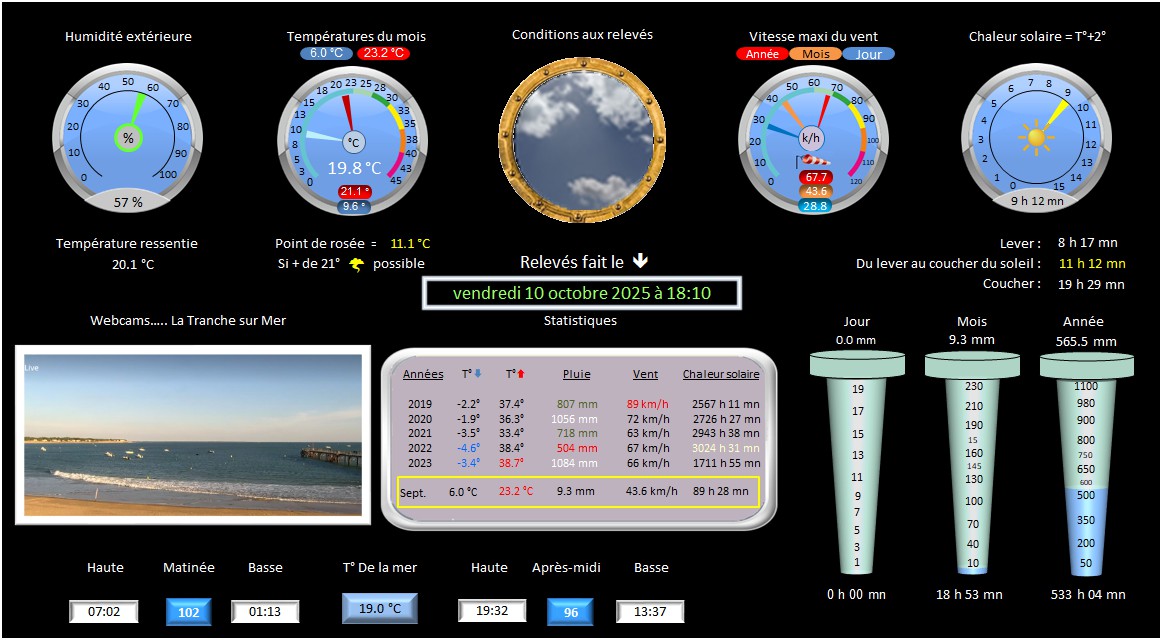 Humidité extérieure
Températures du mois
Conditions aux relevés
Vitesse maxi du vent
Chaleur solaire = T°+2°
6.0 °C 23.2 °C
Année Mois Jour
0 10 20 30 40 50 60 70 80 90 100
%
57 %
0 3 5 8 10 13 15 18 20 23 25 28 30 33 35 38 40 43 45
°C
19.8 °C
21.1 °
9.6 °
0 10 20 30 40 50 60 70 80 90 100 110 120
k/h
67.7
43.6
28.8
0 1 2 3 4 5 6 7 8 9 10 11 12 13 14 15
9 h 12 mn
Température ressentie
20.1 °C
Point de rosée = 11.1 °C
Si + de 21° possible
Relevés fait le
vendredi 10 octobre 2025 à 18:10
Lever : 8 h 17 mn
Du lever au coucher du soleil : 11 h 12 mn
Coucher : 19 h 29 mn
Webcams..... La Tranche sur Mer
Live
Statistiques
Années T° T° Pluie Vent Chaleur solaire
2019 -2.2° 37.4° 807 mm 89 km/h 2567 h 11 mn
2020 -1.9° 36.3° 1056 mm 72 km/h 2726 h 27 mn
2021 -3.5° 33.4° 718 mm 63 km/h 2943 h 38 mn
2022 -4.6° 38.4° 504 mm 67 km/h 3024 h 31 mn
2023 -3.4° 38.7° 1084 mm 66 km/h 1711 h 55 mn
Sept. 6.0 °C 23.2 °C 9.3 mm 43.6 km/h 89 h 28 mn
Jour
0.0 mm
19
17
15
13
11
9
7
5
3
1
0 h 00 mn
Mois
9.3 mm
230
210
190
15
160
145
130
100
70
40
10
18 h 53 mn
Année
565.5 mm
1100
980
900
800
750
650
600
500
350
200
50
533 h 04 mn
Haute Matinée Basse
07:02 102 01:13
T° De la mer
19.0 °C
Haute Après-midi Basse
19:32 96 13:37